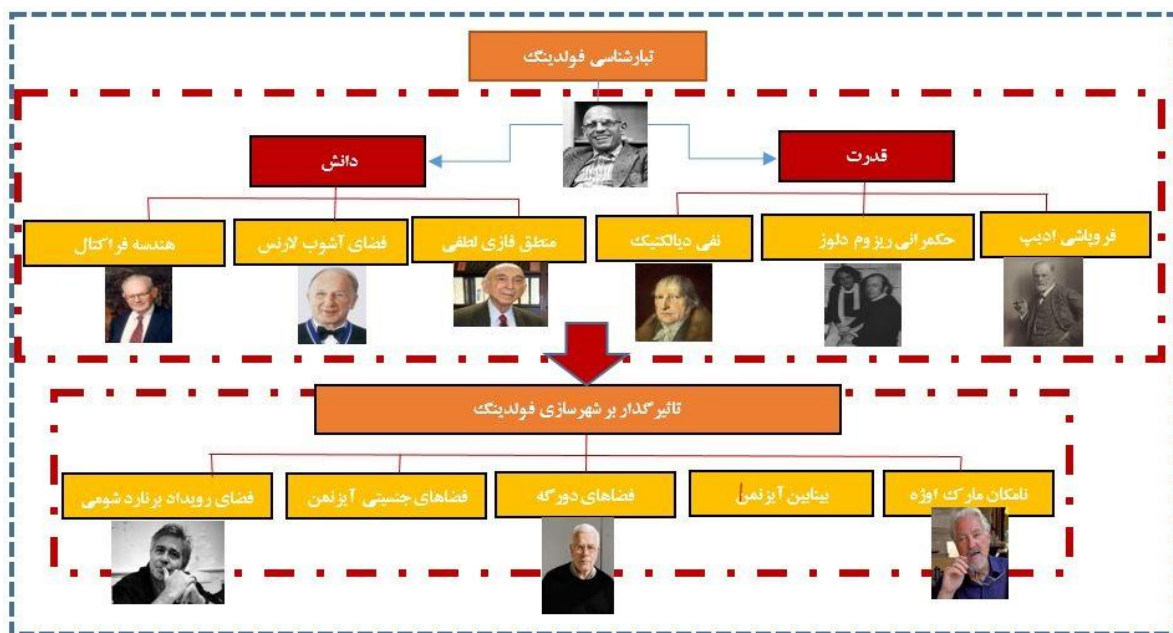 تبارشناسی فولدینگ
قدرت
دانش
فروپاشی ادیپ
حکمرانی ریزوم دلوز
نفی دیالکتیک
منطق فازی لطفی
فضای آشوب لارنس
هندسه فراکتال
تاثیرگذار بر شهرسازی فولدینگ
نامکان مارک اوژه
بینابین آیزنمن
فضاهای دورگه
فضاهای جنسیتی آیزنمن
فضای رویداد برنارد شومی